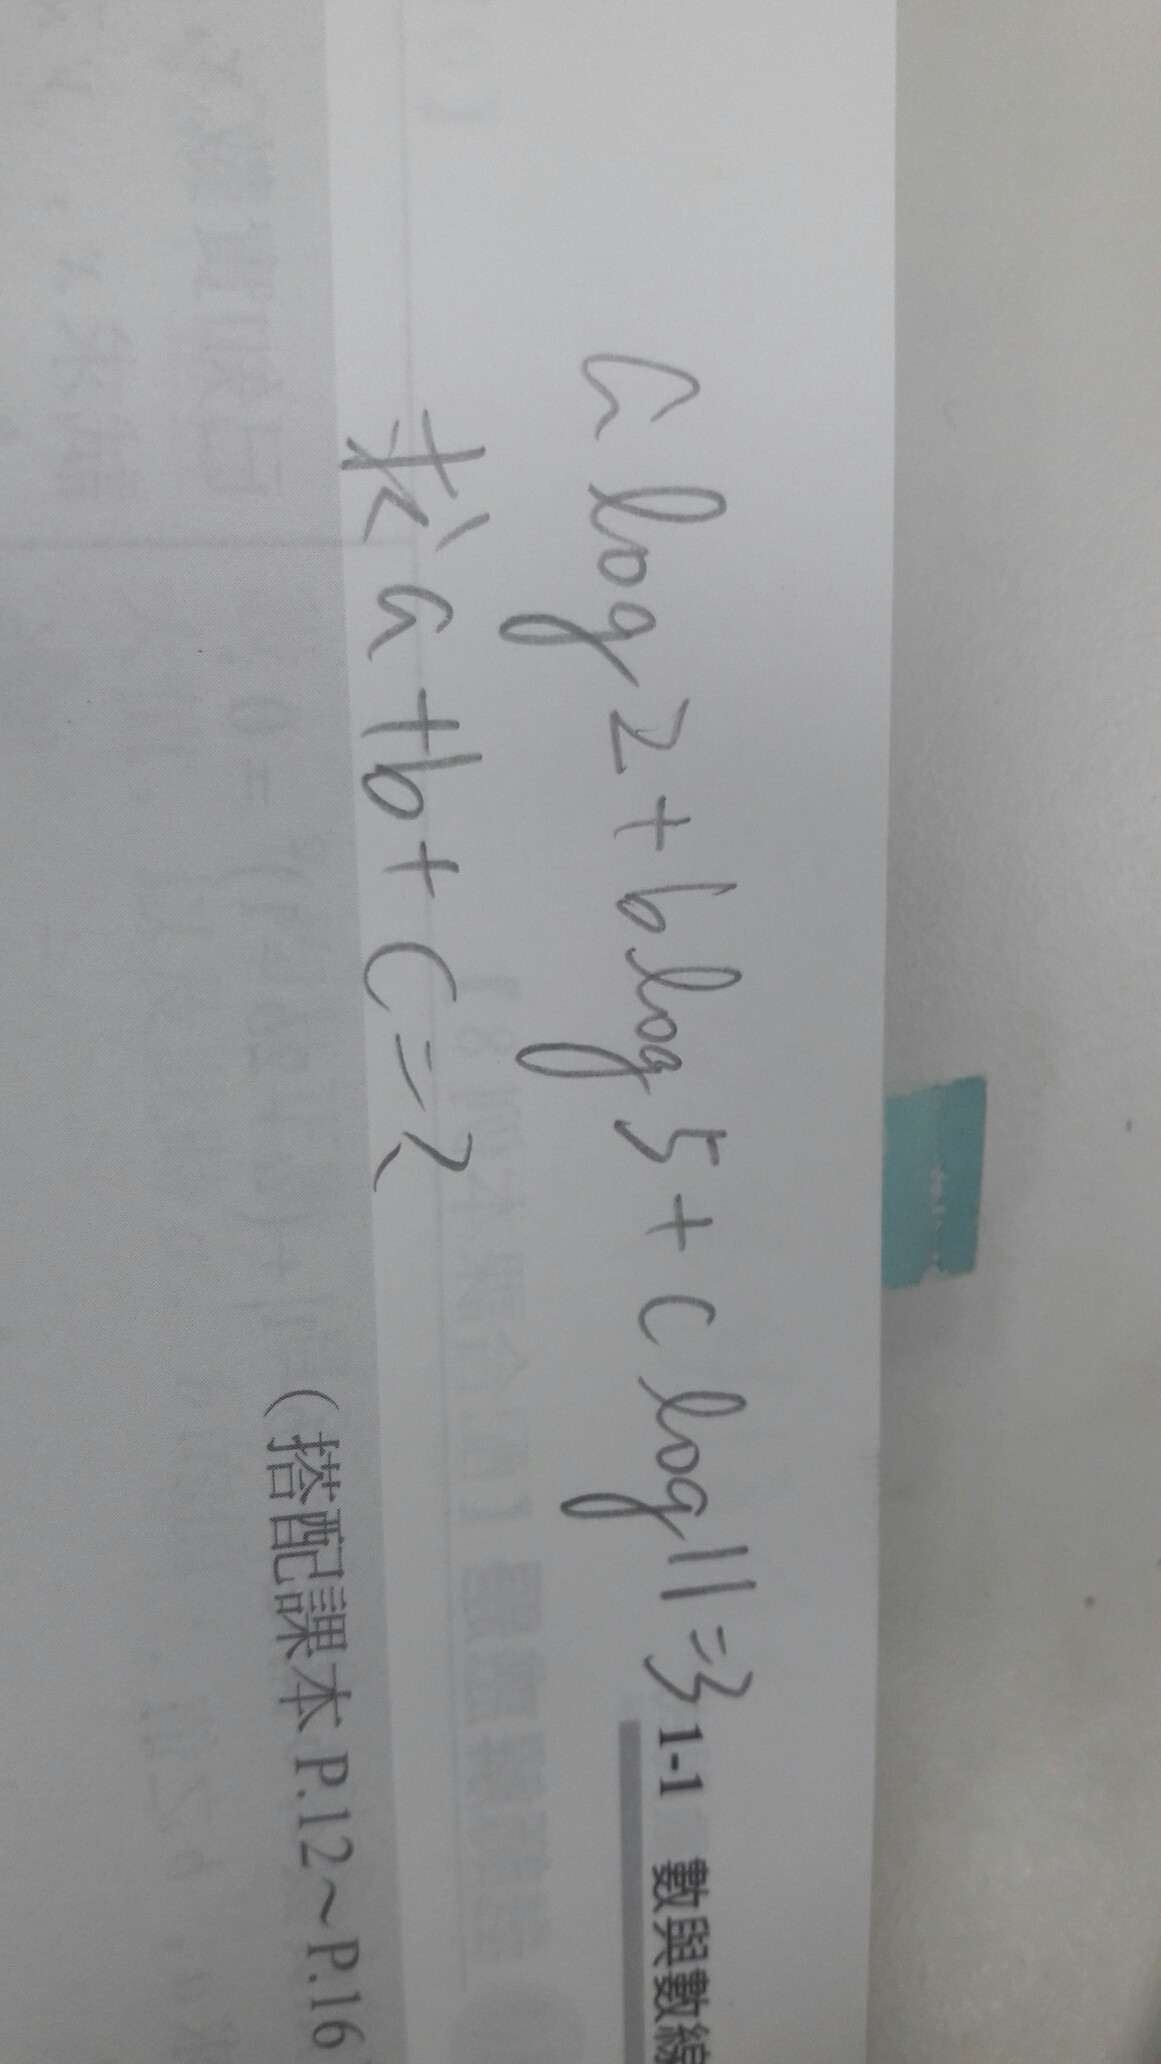 a log 2 + b log 5 + c log 11 = 3
求 a + b + c = ?
1-1 數與數線
(搭配課本 P.12～P.16